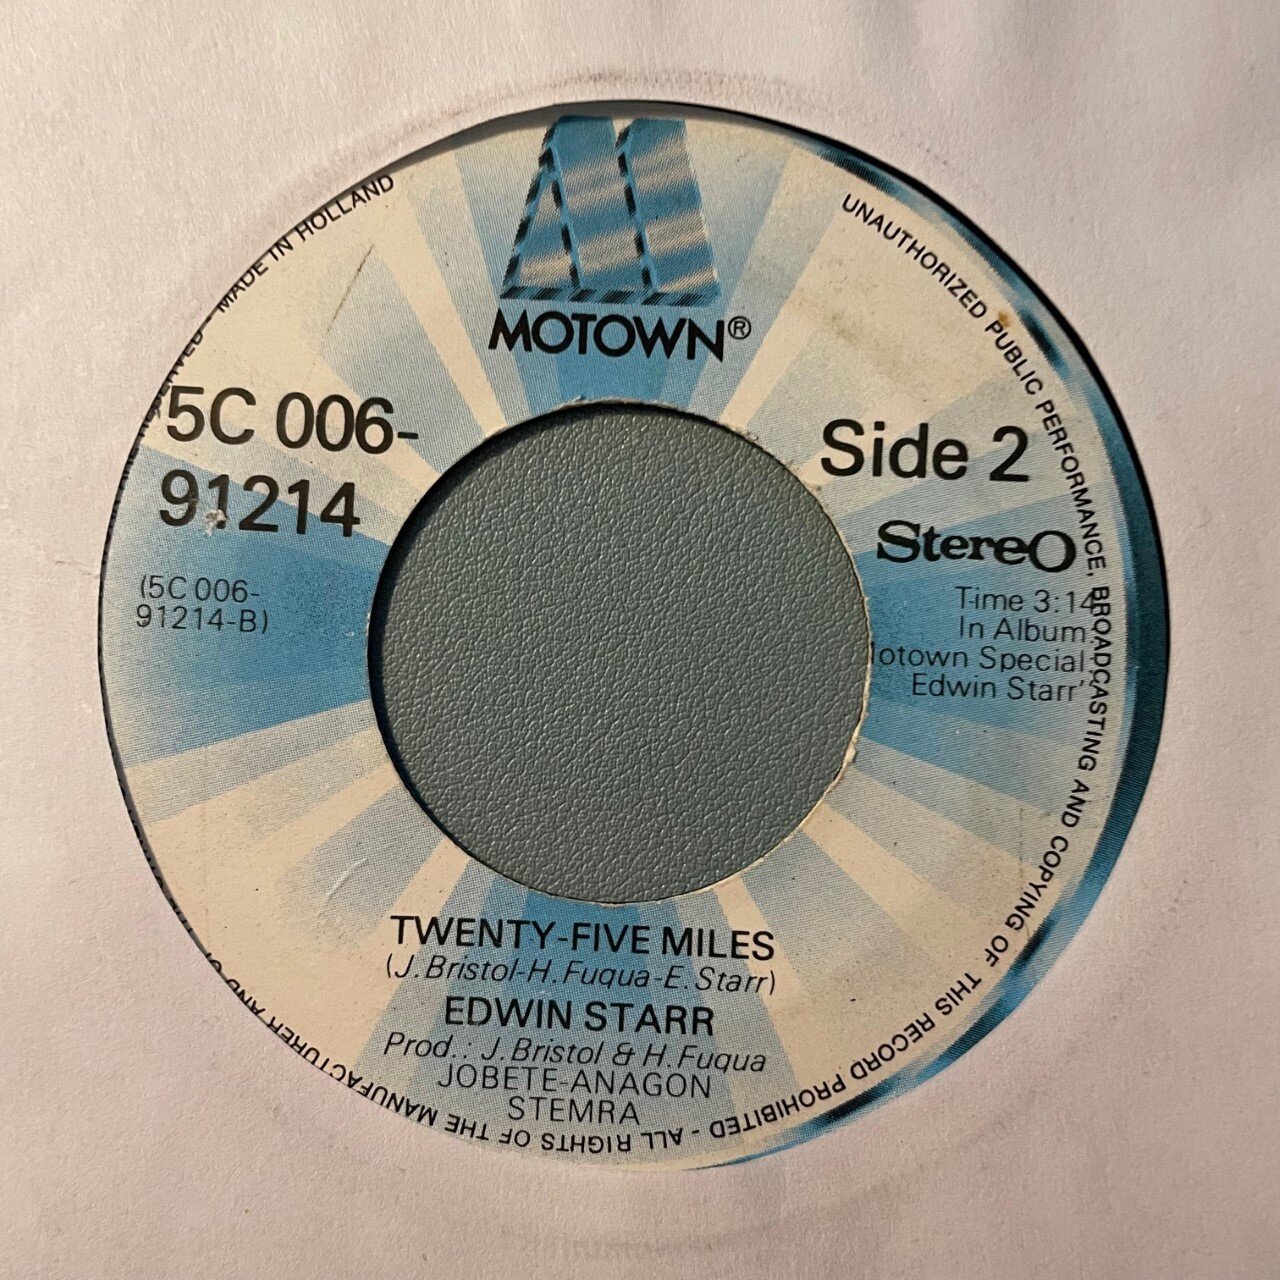 MOTOWN®
5C 006-
91214
(5C 006-
91214-B)
Side 2
Stereo
Time 3:14
In Album:
otown Special:
Edwin Starr"
TWENTY-FIVE MILES
(J. Bristol-H. Fuqua-E. Starr)
EDWIN STARR
Prod.: J. Bristol & H. Fuqua
JOBETE-ANAGON
STEMRA
UNAUTHORIZED PUBLIC PERFORMANCE, BROADCASTING AND COPYING OF THIS RECORD PROHIBITED - ALL RIGHTS OF THE MANUFACTURER AND
- MADE IN HOLLAND